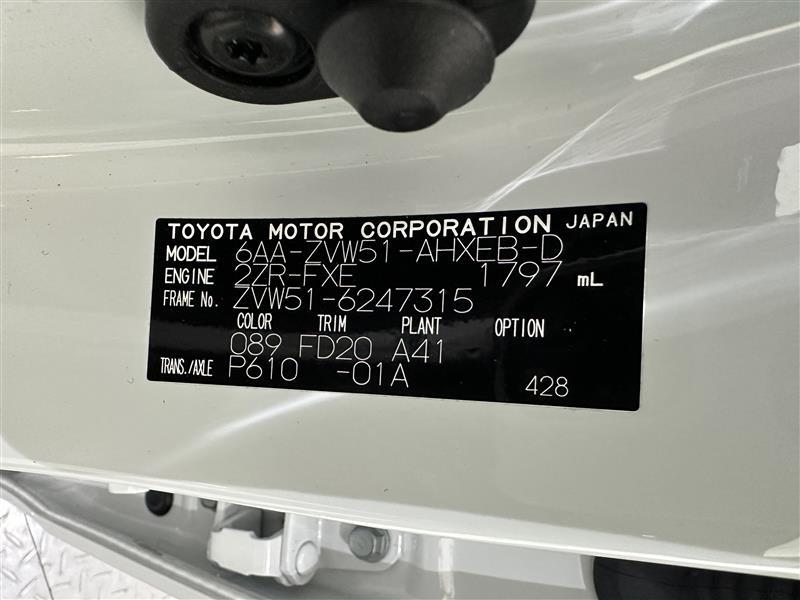 TOYOTA MOTOR CORPORATION JAPAN
MODEL 6AA-ZVW51-AHXEB-D
ENGINE 2ZR-FXE 1797 mL
FRAME No. ZVW51-6247315
COLOR TRIM PLANT OPTION
089 FD20 A41
TRANS./AXLE P610 -01A
428